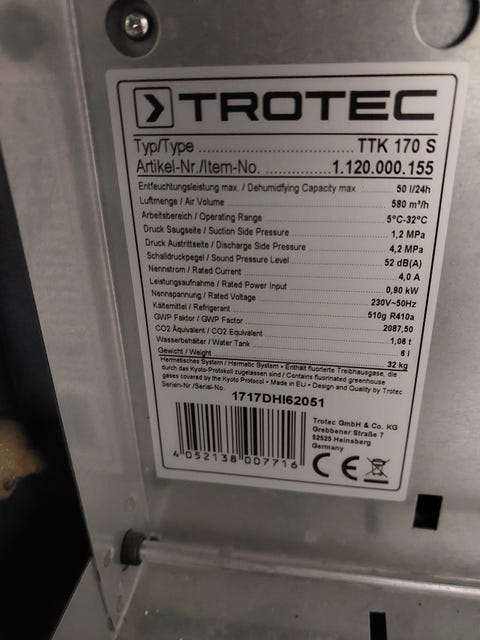 TROTEC
Typ/Type ........ TTK 170 S
Artikel-Nr./Item-No. ........ 1.120.000.155
Entfeuchtungsleistung max. / Dehumidifying Capacity max. ........ 50 l/24h
Luftmenge / Air Volume ........ 580 m³/h
Arbeitsbereich / Operating Range ........ 5°C-32°C
Druck Saugseite / Suction Side Pressure ........ 1,2 MPa
Druck Austrittseite / Discharge Side Pressure ........ 4,2 MPa
Schalldruckpegel / Sound Pressure Level ........ 52 dB(A)
Nennstrom / Rated Current ........ 4,0 A
Leistungsaufnahme / Rated Power Input ........ 0,90 kW
Nennspannung / Rated Voltage ........ 230V~50Hz
Kältemittel / Refrigerant ........ 510g R410a
GWP Faktor / GWP Factor ........ 2087,50
CO2 Äquivalent / CO2 Equivalent ........ 1,06 t
Wasserbehälter / Water Tank ........ 6 l
Gewicht / Weight ........ 32 kg
Hermetisches System / Hermetic System • Enthält fluorierte Treibhausgase, die
durch das Kyoto-Protokoll zugelassen sind / Contains fluorinated greenhouse
gases covered by the Kyoto Protocol • Made in EU • Design and Quality by Trotec
Serien-Nr./Serial-No.
1717DHI62051
4 052138 007716
Trotec GmbH & Co. KG
Grebbener Straße 7
52525 Heinsberg
Germany
CE